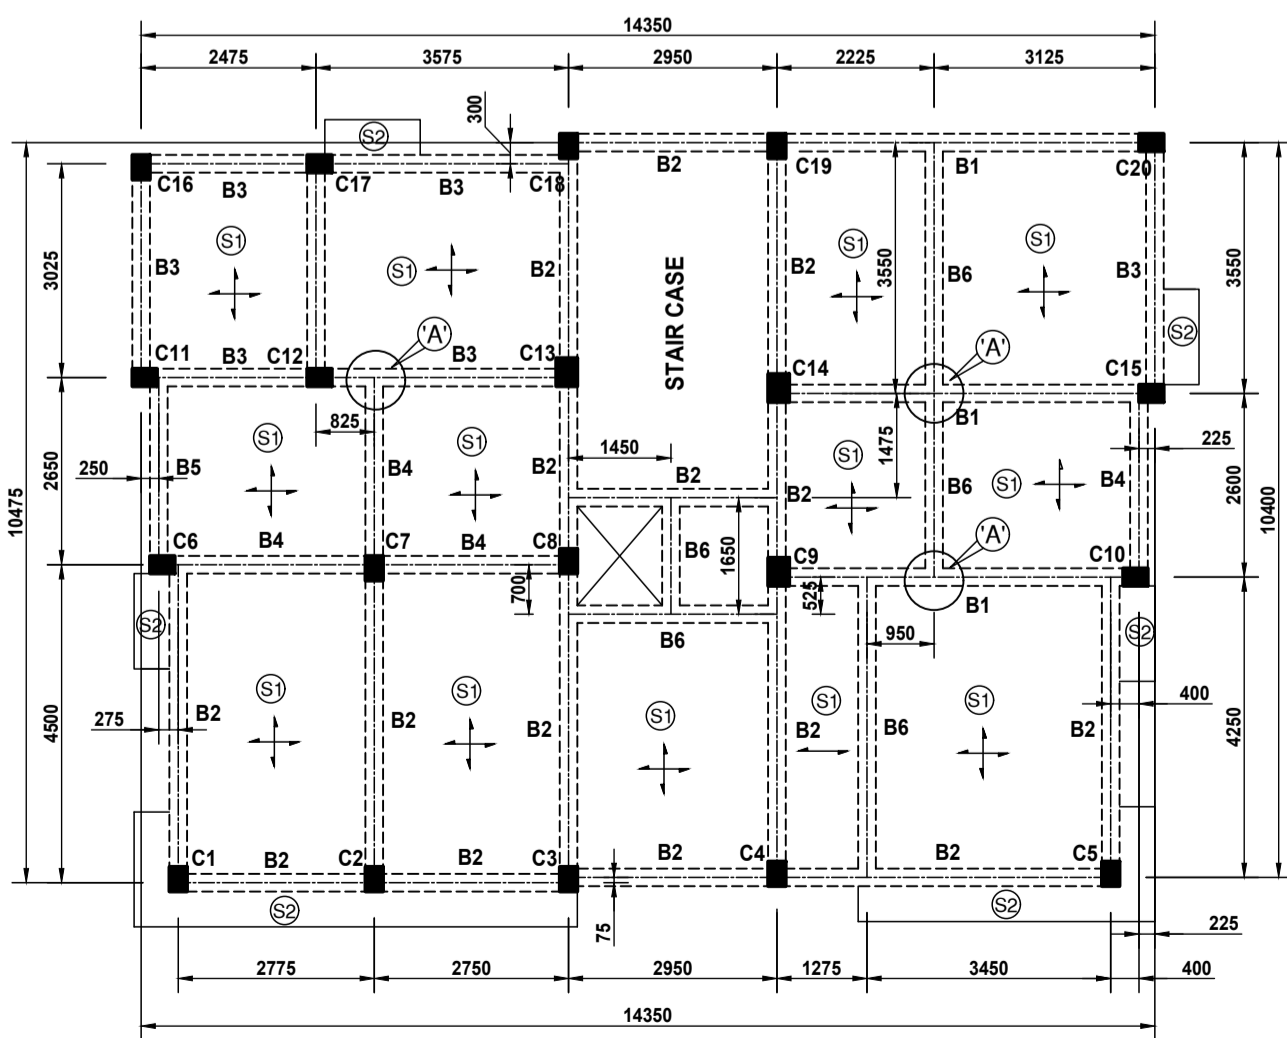 14350
2475 3575 2950 2225 3125
300
S2
C16 C17 C18 B2 C19 B1 C20
B3 B3
S1 S1 S1
B3 S1 B2 STAIR CASE B2 3550 B6 B3 3550
3025
S2
'A' 'A'
C11 B3 C12 B3 C13 C14 C15
825 B1
S1 S1 1450 S1 1475 225
10475 2650 250 B5 B4 B2 B2 B2 B6 S1 B4 2600 10400
'A'
C6 B4 C7 B4 C8 B6 1650 C9 C10
700 525 B1
S2 950 S2
B6
S1 S1 S1 S1 S1
275 B2 B2 B2 B2 B6 B2 400
4500 4250
C1 B2 C2 B2 C3 B2 C4 B2 C5
S2 S2
75 225
2775 2750 2950 1275 3450 400
14350